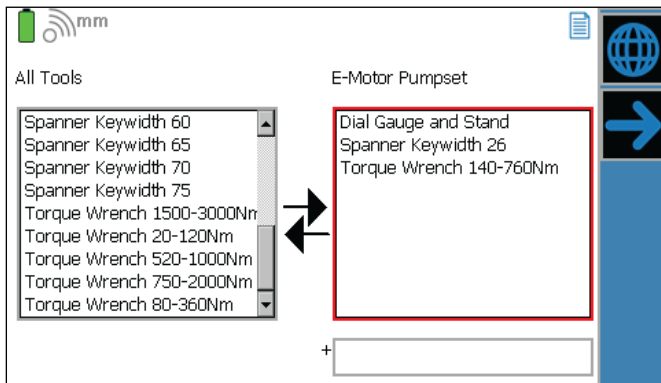 mm
All Tools
E-Motor Pumpset
Spanner Keywidth 60
Spanner Keywidth 65
Spanner Keywidth 70
Spanner Keywidth 75
Torque Wrench 1500-3000Nm
Torque Wrench 20-120Nm
Torque Wrench 520-1000Nm
Torque Wrench 750-2000Nm
Torque Wrench 80-360Nm
Dial Gauge and Stand
Spanner Keywidth 26
Torque Wrench 140-760Nm
+